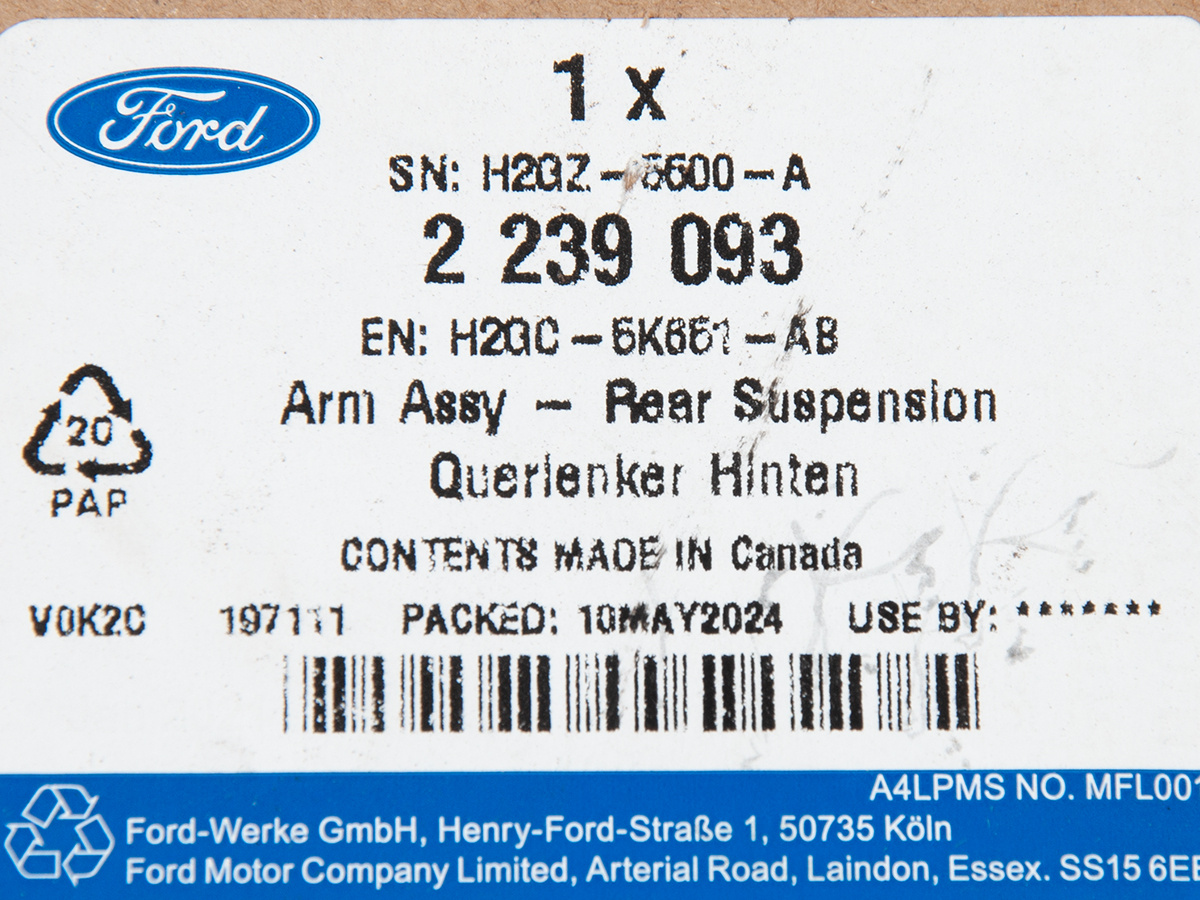 Ford
1 x
SN: H2GZ-5500-A
2 239 093
EN: H2GC-5K651-AB
Arm Assy - Rear Suspension
Querlenker Hinten
20
PAP
CONTENTS MADE IN Canada
V0K2C 197111 PACKED: 10MAY2024 USE BY: *******
A4LPMS NO. MFL001
Ford-Werke GmbH, Henry-Ford-Straße 1, 50735 Köln
Ford Motor Company Limited, Arterial Road, Laindon, Essex. SS15 6EE